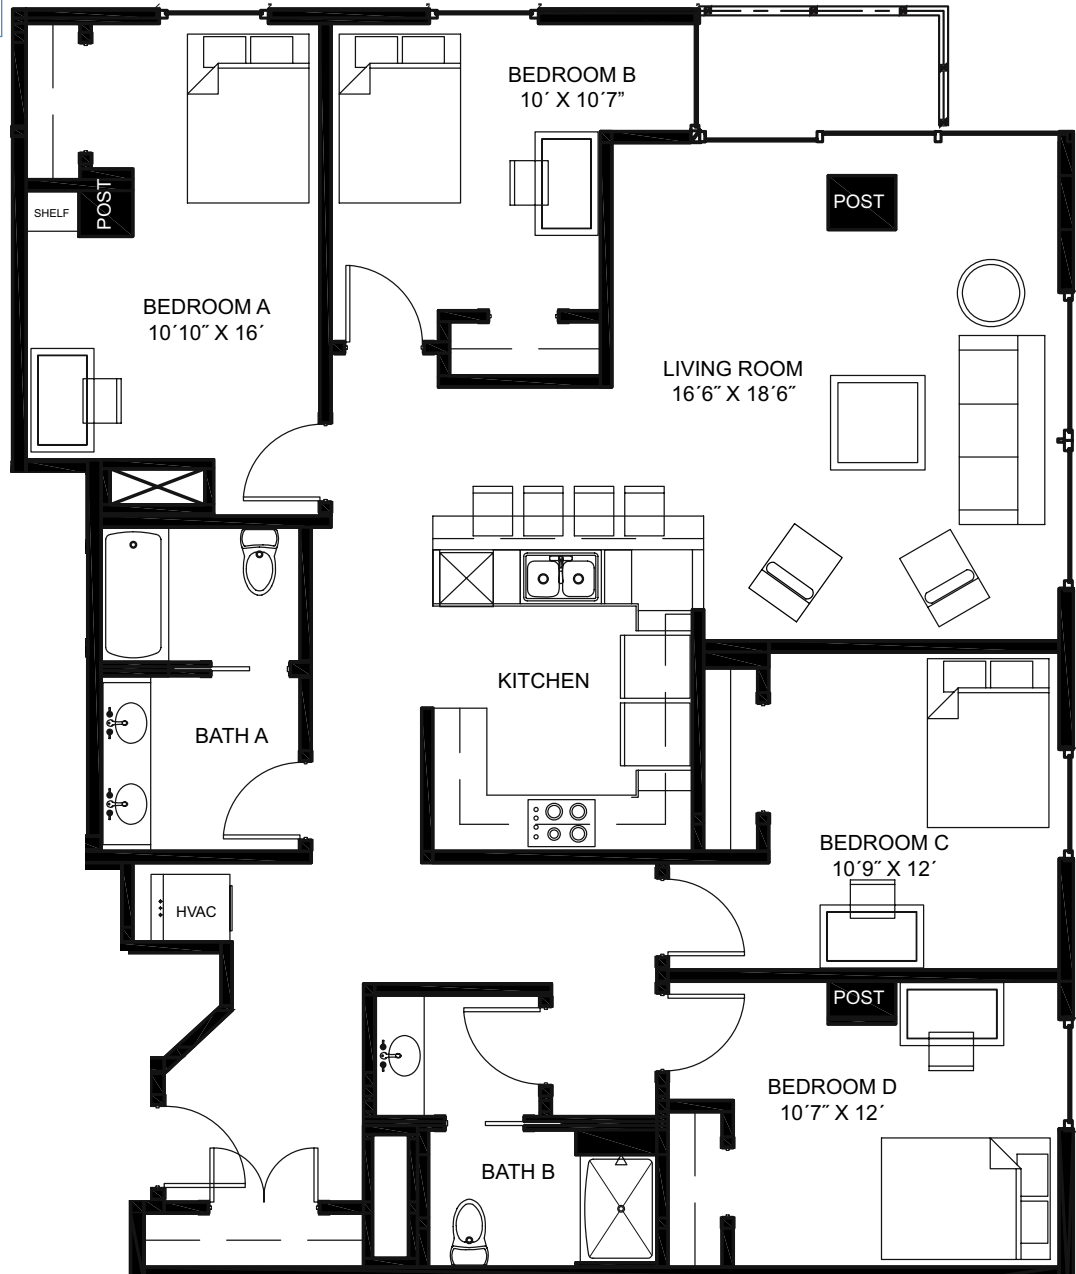 BEDROOM B
10´ X 10´7”
POST
SHELF
POST
BEDROOM A
10´10˝ X 16´
LIVING ROOM
16´6˝ X 18´6˝
KITCHEN
BATH A
BEDROOM C
10´9˝ X 12´
HVAC
POST
BEDROOM D
10´7˝ X 12´
BATH B